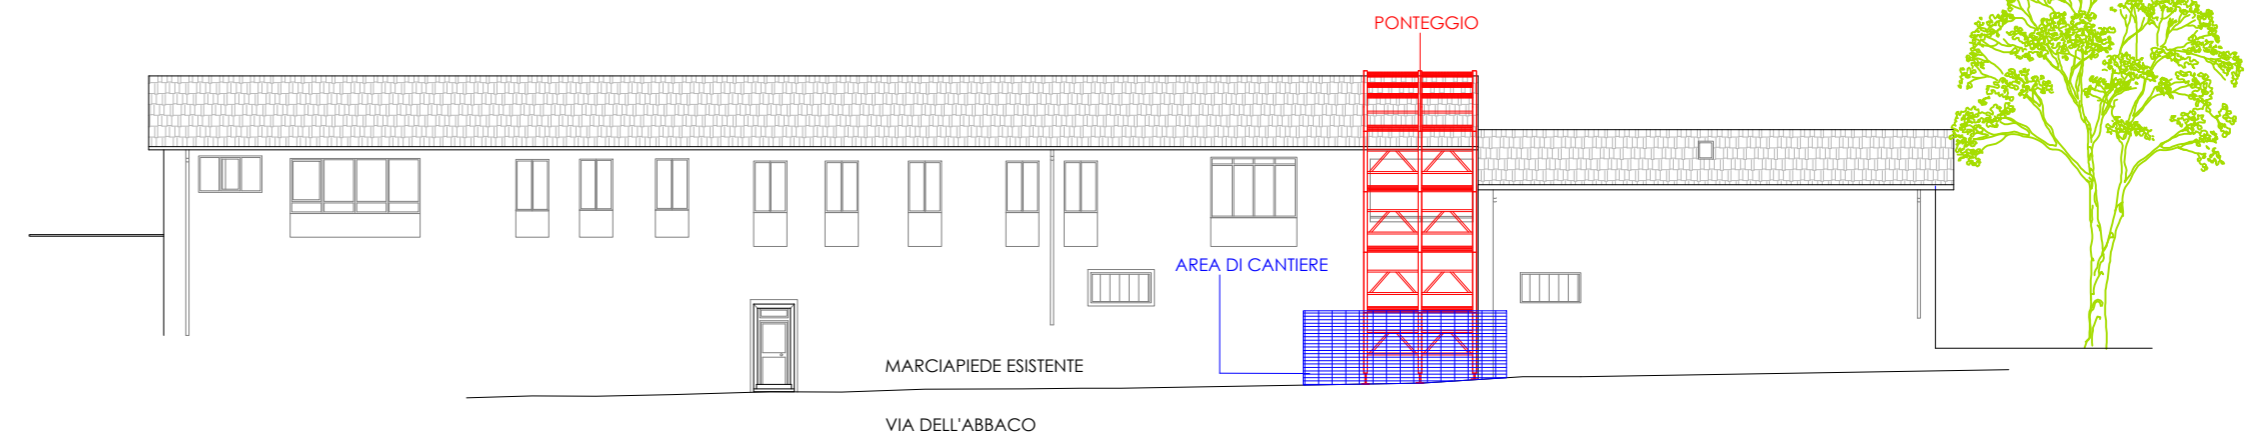 PONTEGGIO
AREA DI CANTIERE
MARCIAPIEDE ESISTENTE
VIA DELL'ABBACO